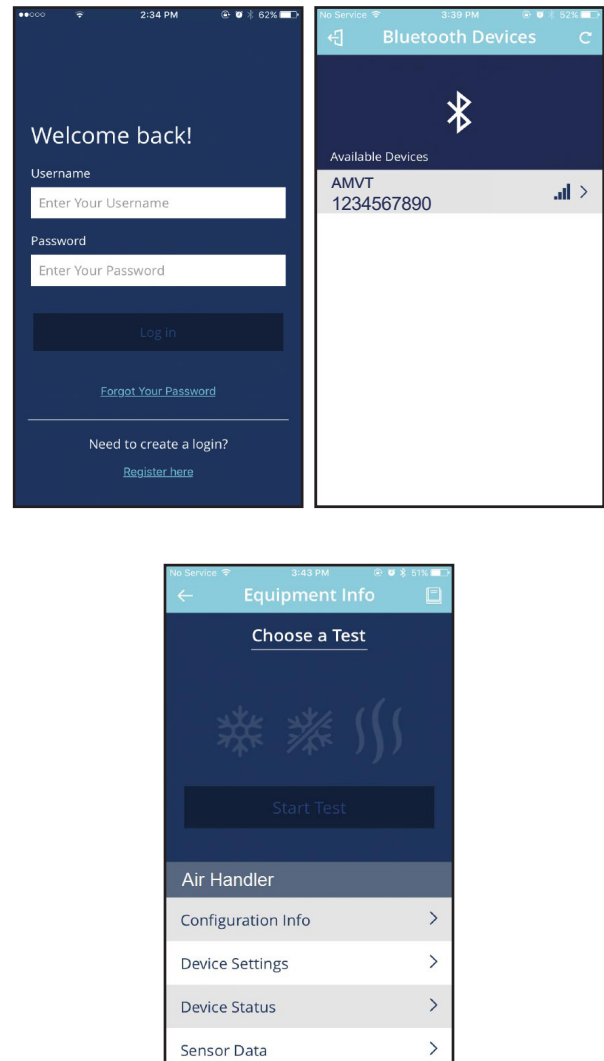 2:34 PM 62%
Welcome back!
Username
Enter Your Username
Password
Enter Your Password
Log in
Forgot Your Password
Need to create a login?
Register here
No Service 3:39 PM 52%
Bluetooth Devices
Available Devices
AMVT
1234567890
No Service 3:43 PM 51%
Equipment Info
Choose a Test
Start Test
Air Handler
Configuration Info
Device Settings
Device Status
Sensor Data